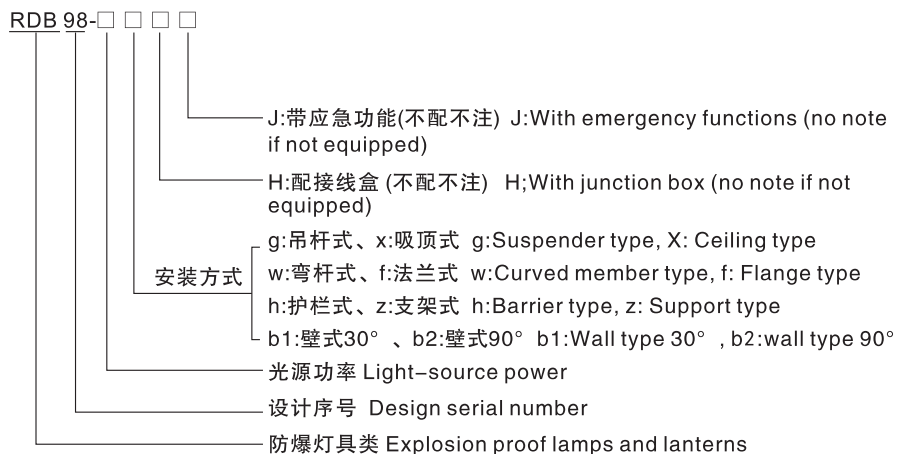 RDB 98-□ □ □ □
J:带应急功能(不配不注) J:With emergency functions (no note
if not equipped)
H:配接线盒 (不配不注) H;With junction box (no note if not
equipped)
g:吊杆式、x:吸顶式 g:Suspender type, X: Ceiling type
安装方式
w:弯杆式、f:法兰式 w:Curved member type, f: Flange type
h:护栏式、z:支架式 h:Barrier type, z: Support type
b1:壁式30° 、b2:壁式90° b1:Wall type 30° , b2:wall type 90°
光源功率 Light-source power
设计序号 Design serial number
防爆灯具类 Explosion proof lamps and lanterns